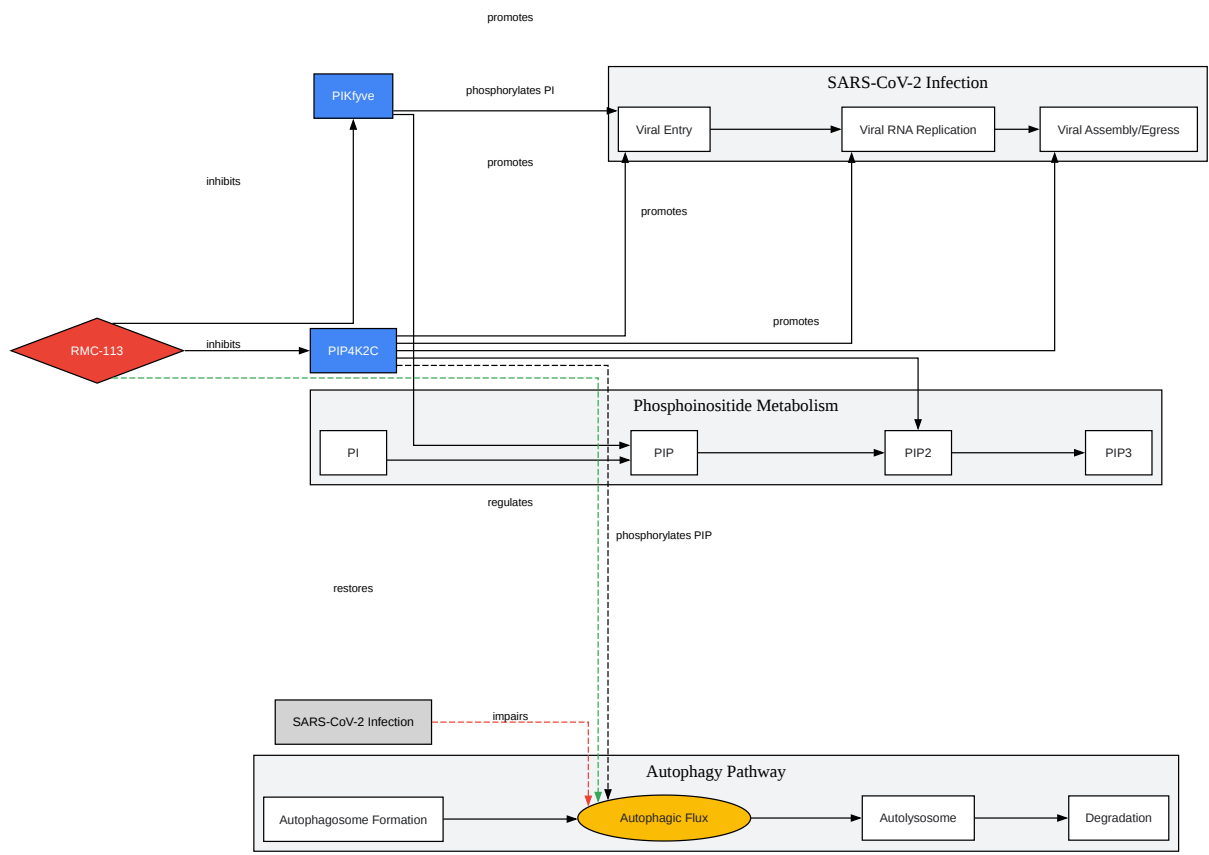 promotes
SARS-CoV-2 Infection
PIKfyve
phosphorylates PI
Viral Entry
Viral RNA Replication
Viral Assembly/Egress
promotes
inhibits
promotes
promotes
RMC-113
inhibits
PIP4K2C
Phosphoinositide Metabolism
PI
PIP
PIP2
PIP3
regulates
phosphorylates PIP
restores
SARS-CoV-2 Infection
impairs
Autophagy Pathway
Autophagosome Formation
Autophagic Flux
Autolysosome
Degradation